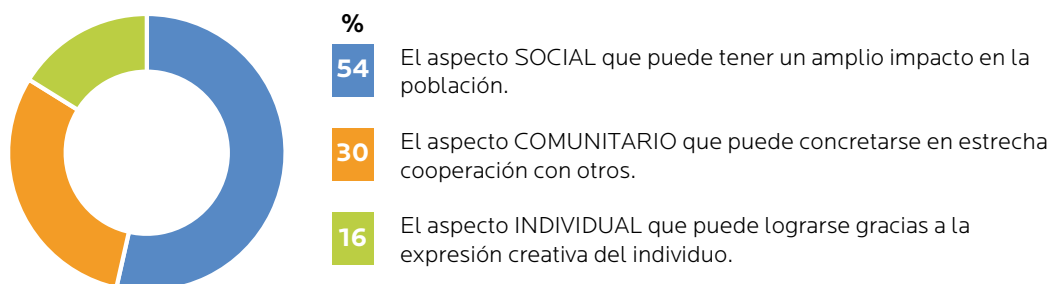 %
54
El aspecto SOCIAL que puede tener un amplio impacto en la
población.
30
El aspecto COMUNITARIO que puede concretarse en estrecha
cooperación con otros.
16
El aspecto INDIVIDUAL que puede lograrse gracias a la
expresión creativa del individuo.